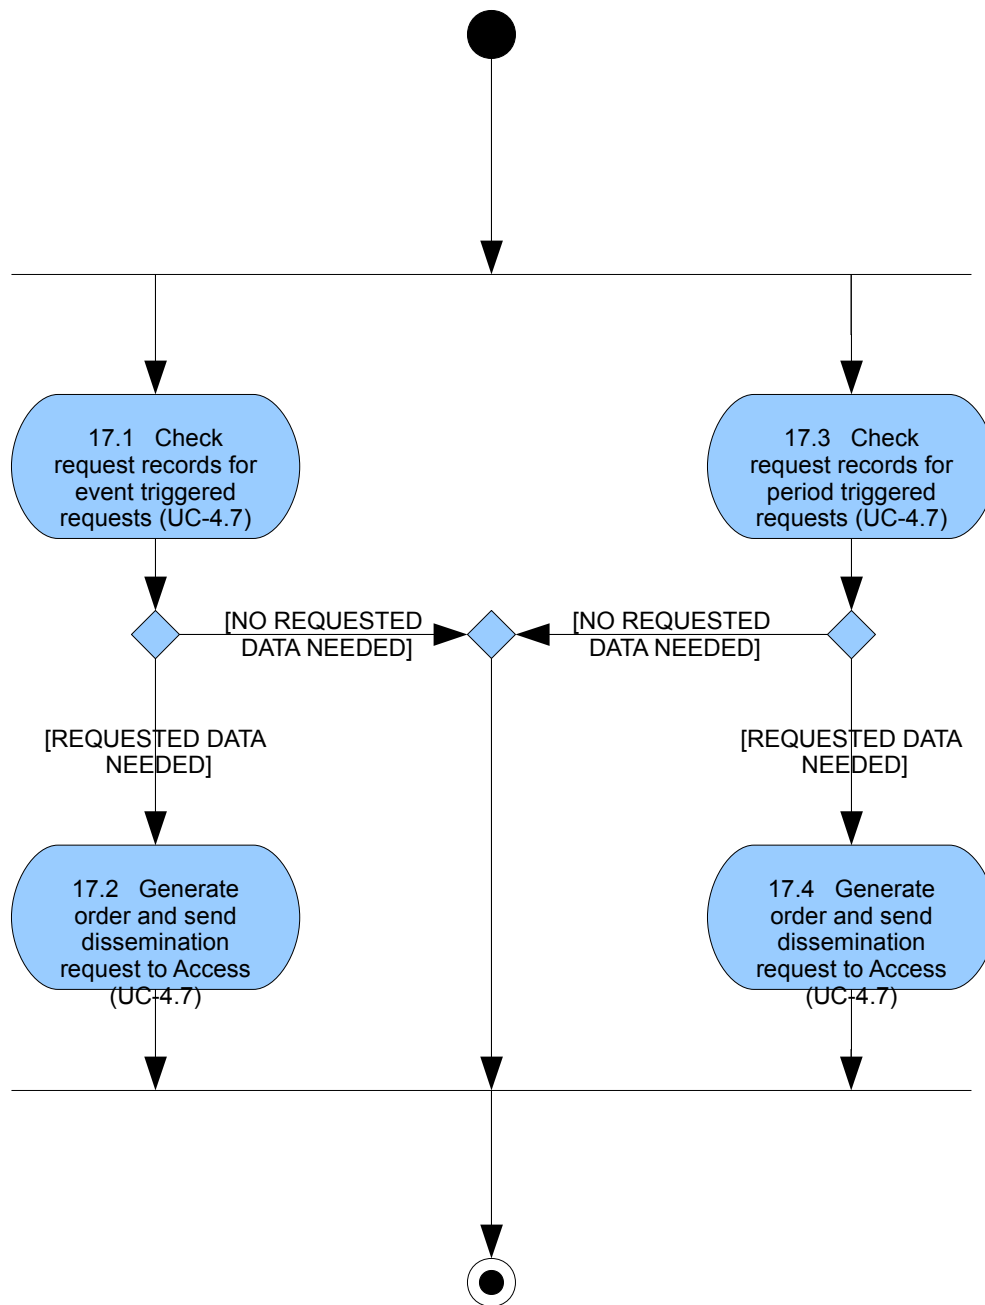 17.1 Check
request records for
event triggered
requests (UC-4.7)
17.3 Check
request records for
period triggered
requests (UC-4.7)
[NO REQUESTED
DATA NEEDED]
[NO REQUESTED
DATA NEEDED]
[REQUESTED DATA
NEEDED]
[REQUESTED DATA
NEEDED]
17.2 Generate
order and send
dissemination
request to Access
(UC-4.7)
17.4 Generate
order and send
dissemination
request to Access
(UC-4.7)